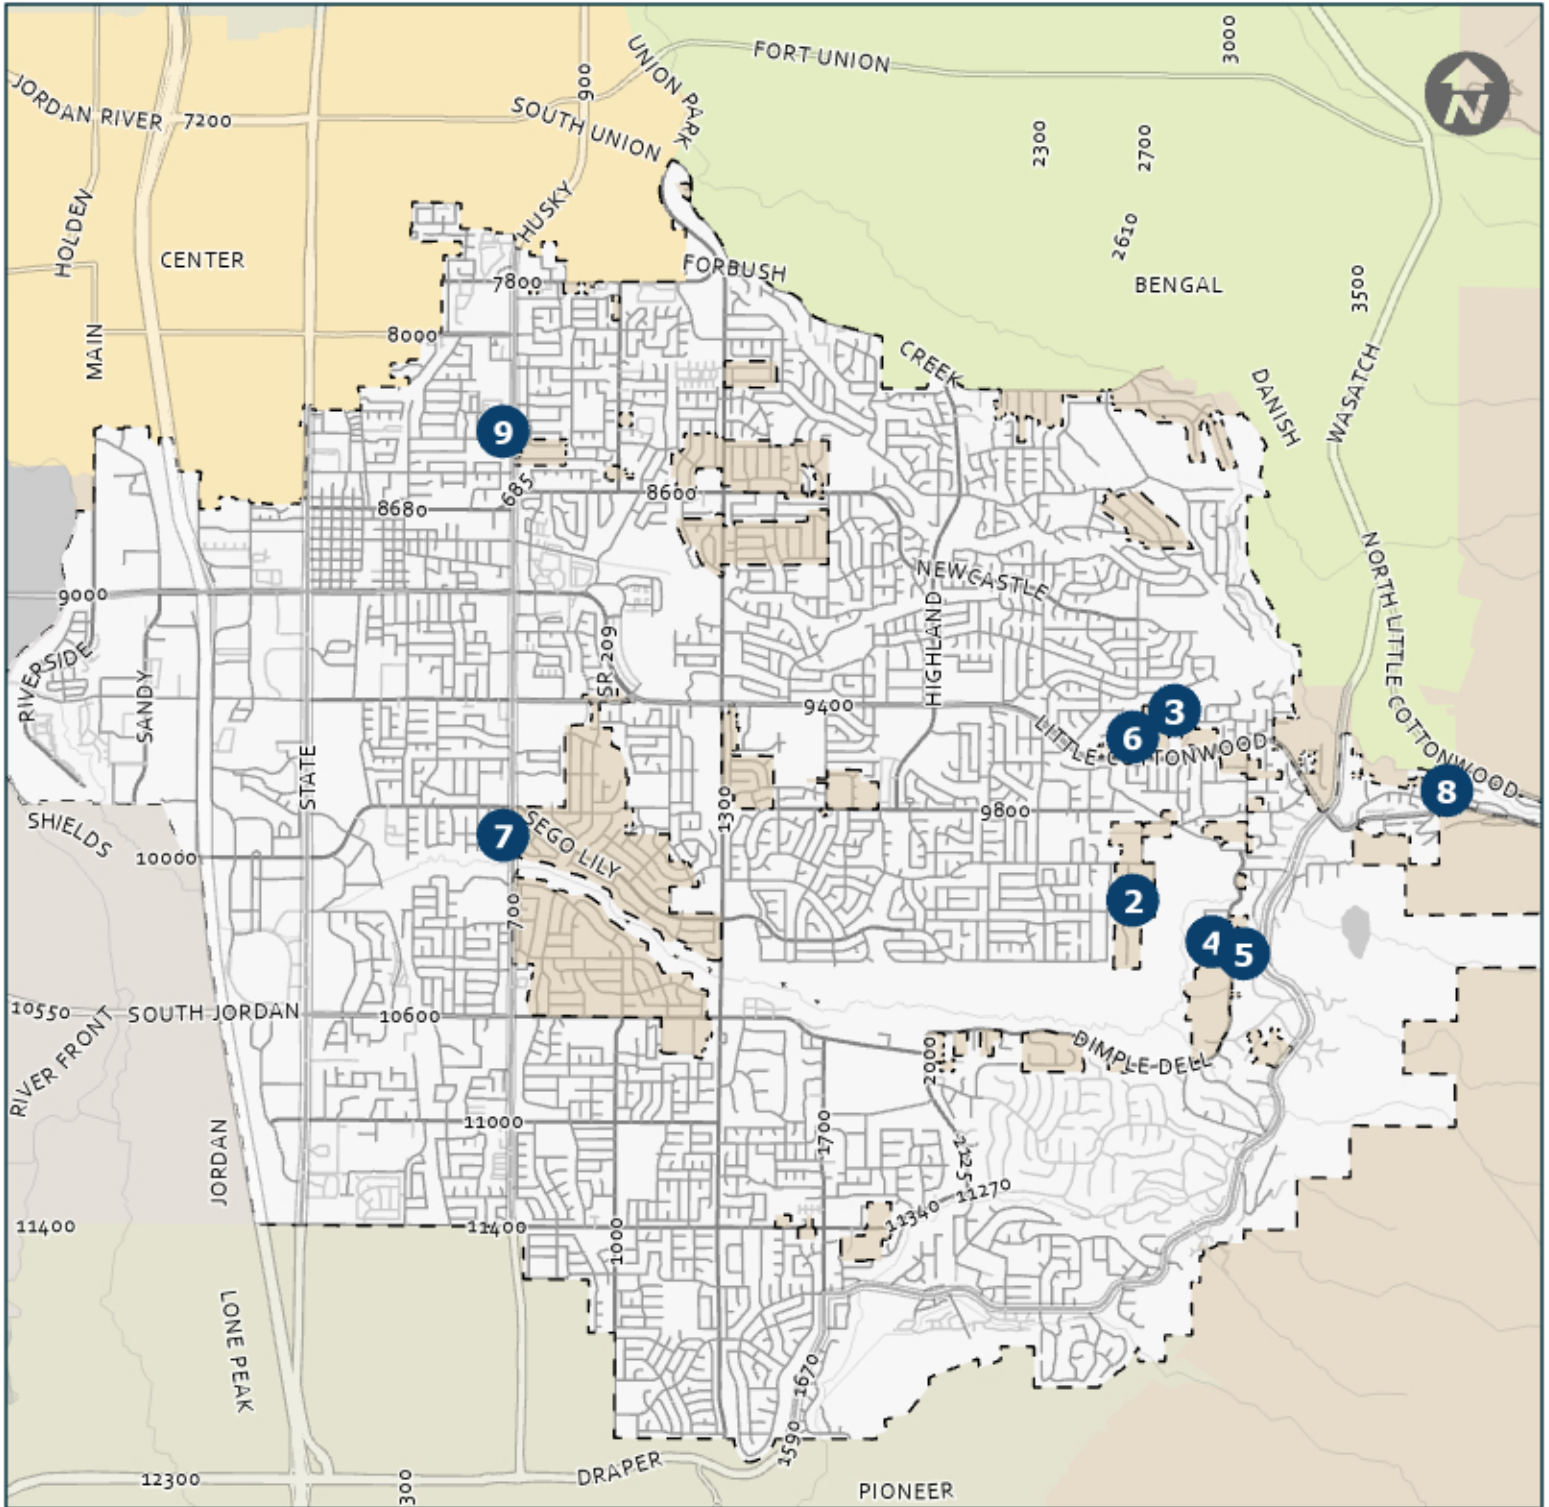 3000
UNION PARK
FORT UNION
900
JORDAN RIVER
7200
SOUTH UNION
N
2300
2700
HOLDEN
HUSKY
2610
CENTER
FORBUSH
7800
BENGAL
3500
MAIN
8000
CREEK
DANISH
WASATCH
9
685
8600
8680
NEWCASTLE
NORTH LITTLE COTTONWOOD
9000
HIGHLAND
SR 209
RIVERSIDE
SANDY
9400
3
6
LITTLE COTTONWOOD
STATE
8
1300
9800
SHIELDS
7
SEGO LILY
10000
2
700
4
5
10550
SOUTH JORDAN
10600
RIVER FRONT
2000
DIMPLE DELL
JORDAN
11000
1700
2125
11270
11340
11400
11400
1000
LONE PEAK
1670
1590
12300
300
DRAPER
PIONEER